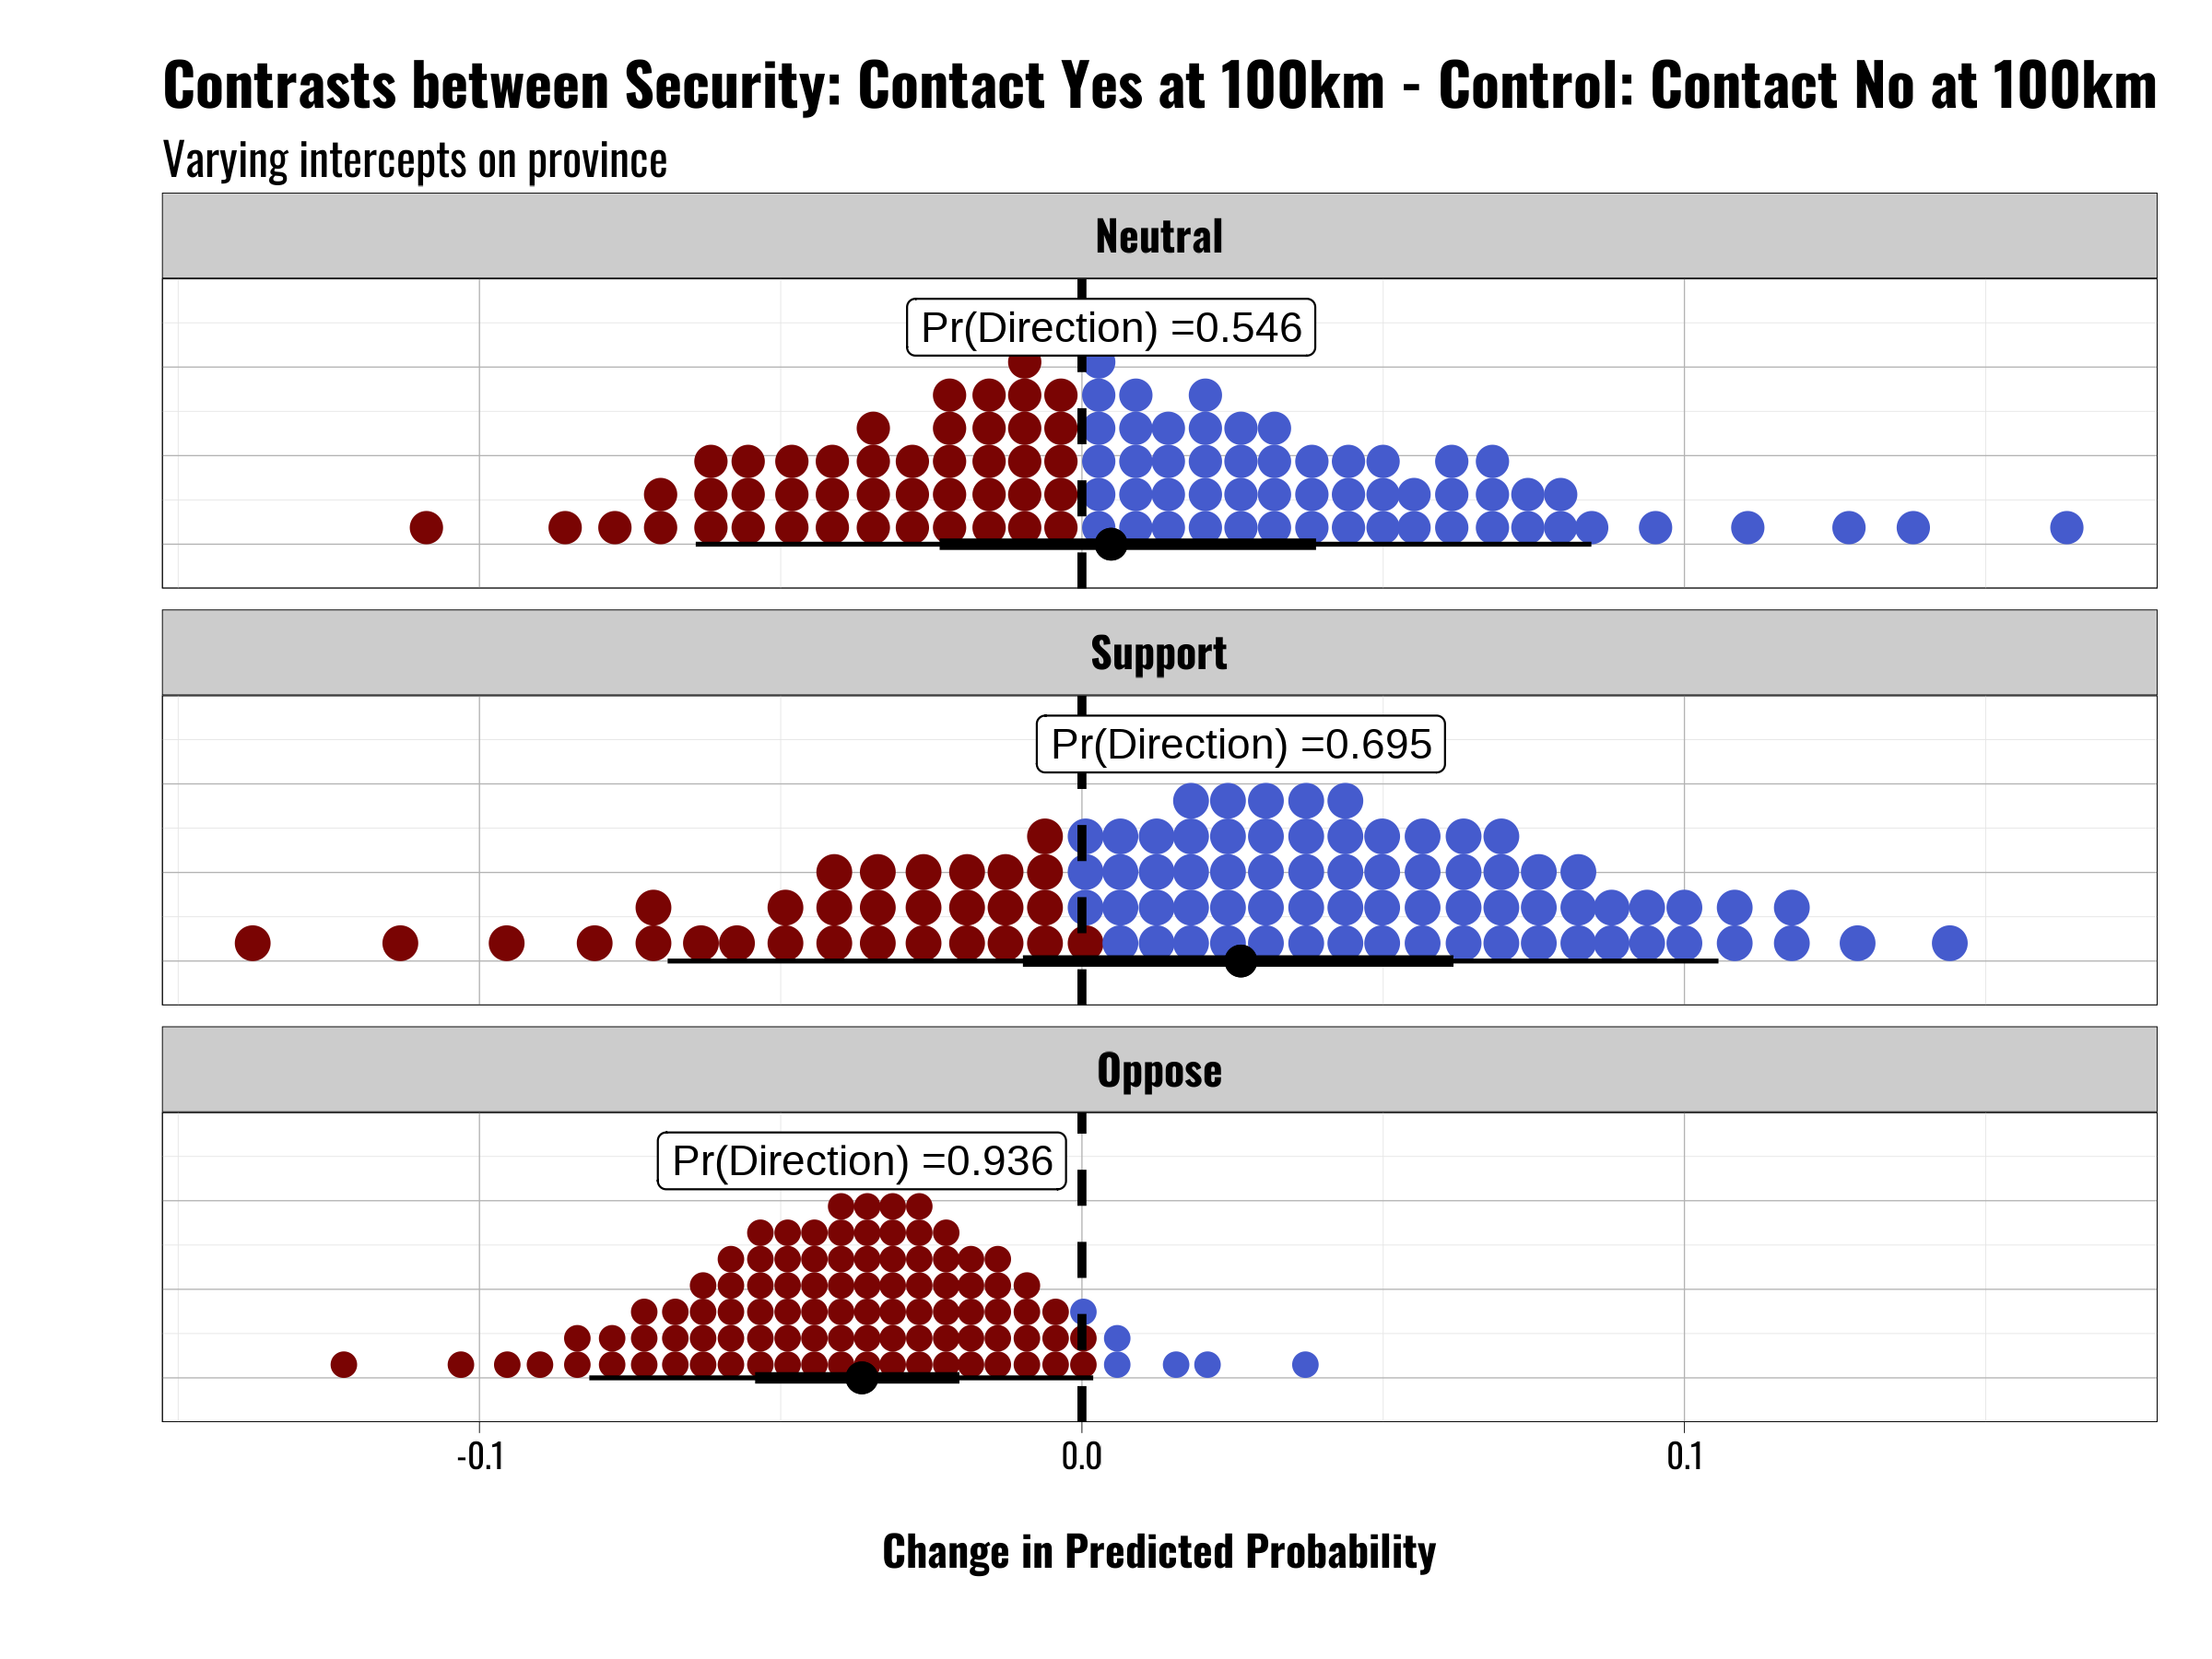 Contrasts between Security: Contact Yes at 100km - Control: Contact No at 100km
Varying intercepts on province
Neutral
Pr(Direction) =0.546
Support
Pr(Direction) =0.695
Oppose
Pr(Direction) =0.936
-0.1 0.0 0.1
Change in Predicted Probability